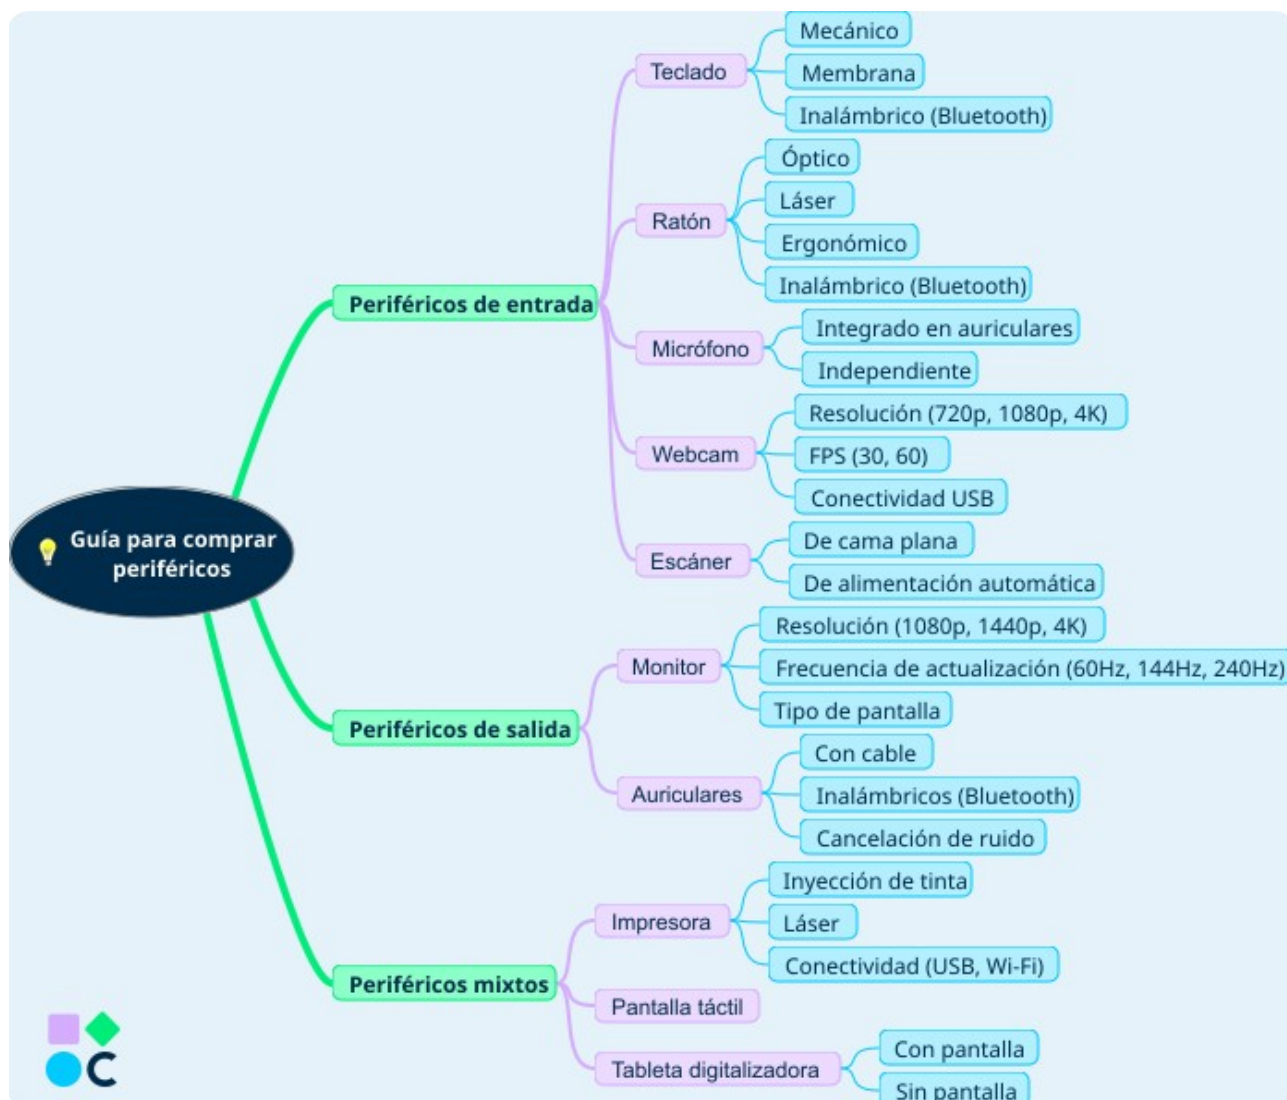 Guía para comprar
periféricos
Periféricos de entrada
Teclado
Mecánico
Membrana
Inalámbrico (Bluetooth)
Ratón
Óptico
Láser
Ergonómico
Inalámbrico (Bluetooth)
Micrófono
Integrado en auriculares
Independiente
Webcam
Resolución (720p, 1080p, 4K)
FPS (30, 60)
Conectividad USB
Escáner
De cama plana
De alimentación automática
Periféricos de salida
Monitor
Resolución (1080p, 1440p, 4K)
Frecuencia de actualización (60Hz, 144Hz, 240Hz)
Tipo de pantalla
Auriculares
Con cable
Inalámbricos (Bluetooth)
Cancelación de ruido
Periféricos mixtos
Impresora
Inyección de tinta
Láser
Conectividad (USB, Wi-Fi)
Pantalla táctil
Tableta digitalizadora
Con pantalla
Sin pantalla
C